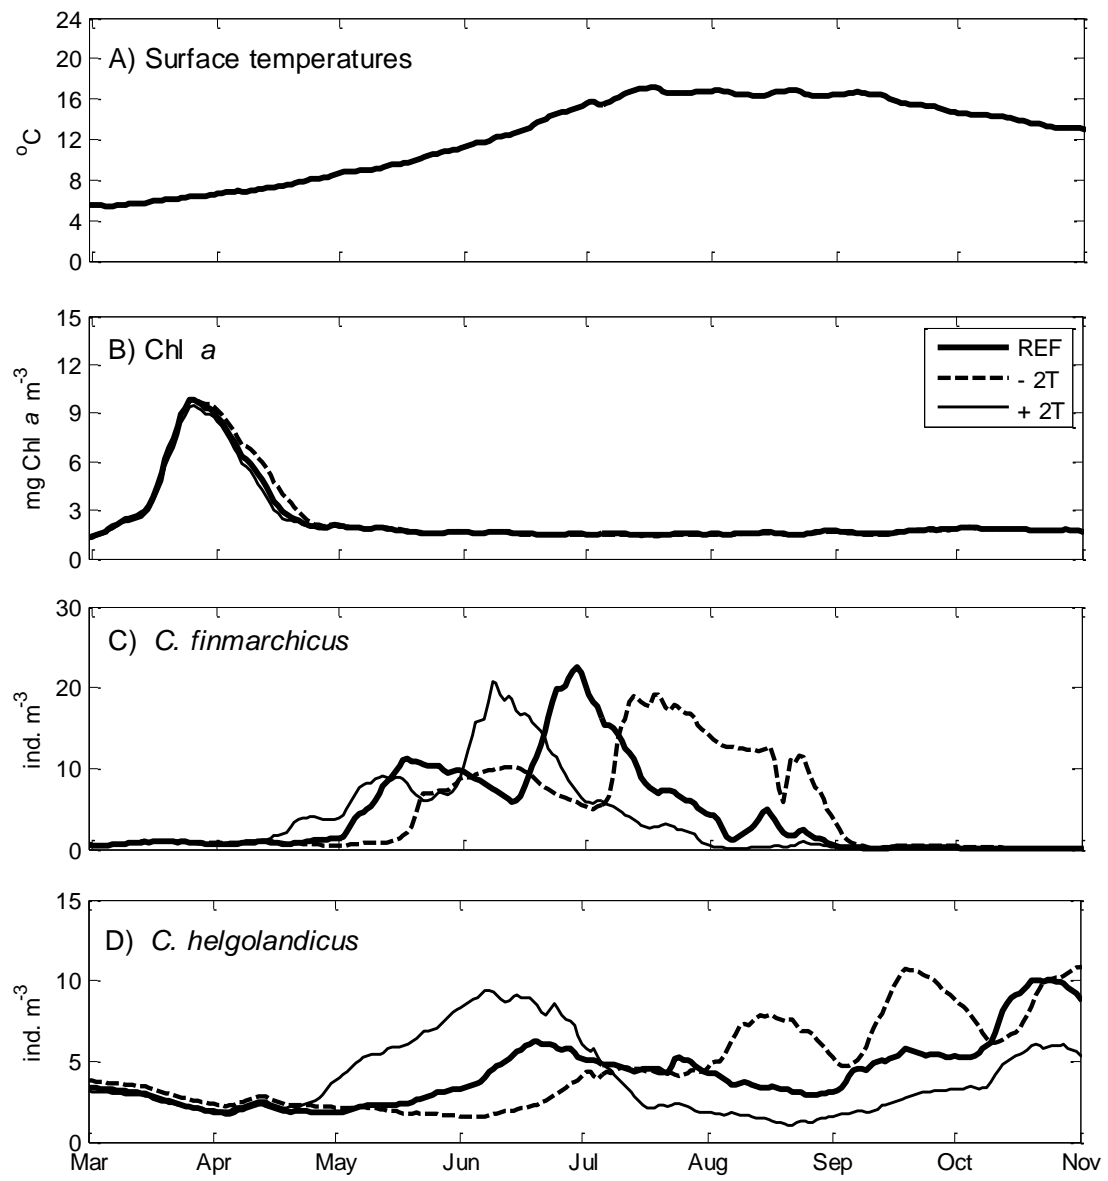 A) Surface temperatures
24
20
16
12
8
4
0
°C
B) Chl a
15
12
9
6
3
0
mg Chl a m-3
REF
- 2T
+ 2T
C) C. finmarchicus
30
20
10
0
ind. m-3
D) C. helgolandicus
15
10
5
0
ind. m-3
Mar Apr May Jun Jul Aug Sep Oct Nov